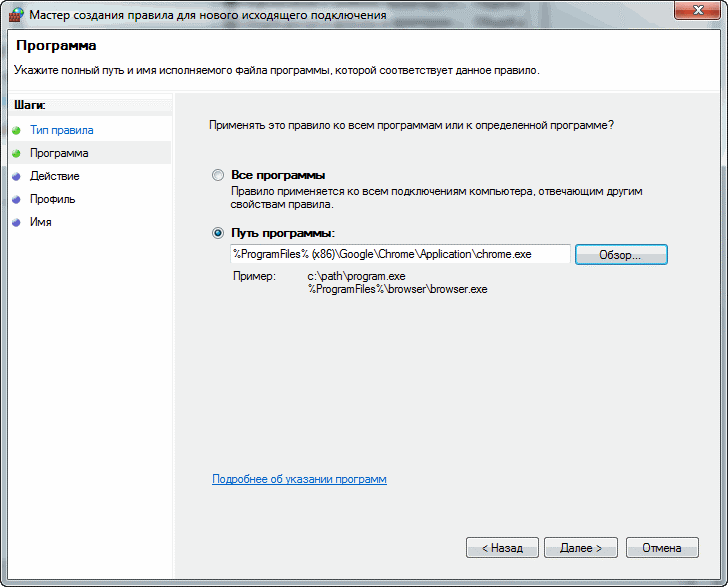 Мастер создания правила для нового исходящего подключения
Программа
Укажите полный путь и имя исполняемого файла программы, которой соответствует данное правило.
Шаги:
Тип правила
Программа
Действие
Профиль
Имя
Применять это правило ко всем программам или к определенной программе?
Все программы
Правило применяется ко всем подключениям компьютера, отвечающим другим
свойствам правила.
Путь программы:
%ProgramFiles% (x86)\Google\Chrome\Application\chrome.exe
Обзор...
Пример: c:\path\program.exe
%ProgramFiles%\browser\browser.exe
Подробнее об указании программ
< Назад Далее > Отмена